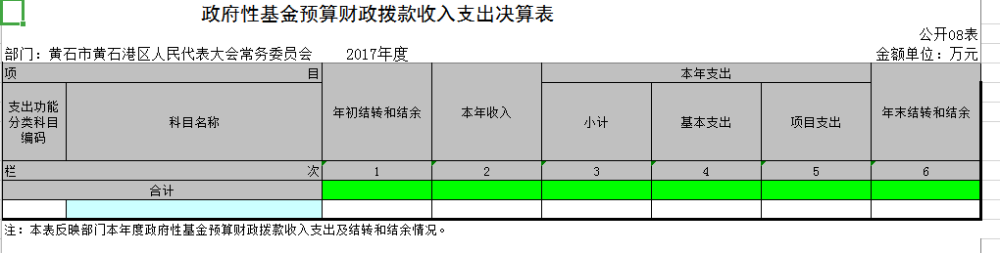 政府性基金预算财政拨款收入支出决算表
公开08表
部门：黄石市黄石港区人民代表大会常务委员会 2017年度 金额单位：万元
项 目 年初结转和结余 本年收入 本年支出 年末结转和结余
支出功能分类科目编码 科目名称 小计 基本支出 项目支出
栏 次 1 2 3 4 5 6
合计
注：本表反映部门本年度政府性基金预算财政拨款收入支出及结转和结余情况。